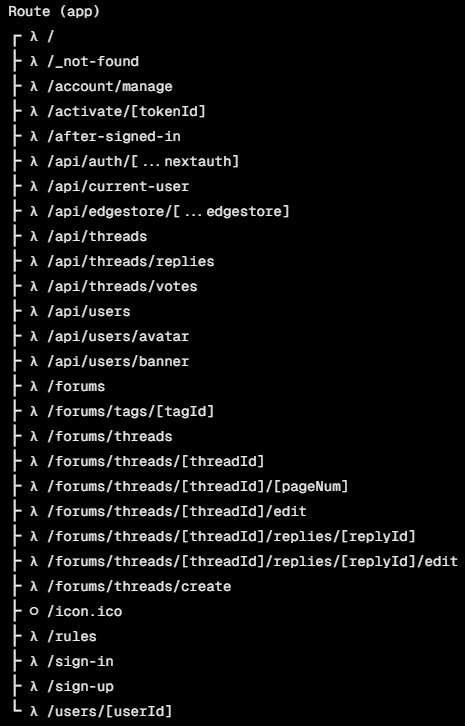 Route (app)
┌ λ /
├ λ /_not-found
├ λ /account/manage
├ λ /activate/[tokenId]
├ λ /after-signed-in
├ λ /api/auth/[...nextauth]
├ λ /api/current-user
├ λ /api/edgestore/[...edgestore]
├ λ /api/threads
├ λ /api/threads/replies
├ λ /api/threads/votes
├ λ /api/users
├ λ /api/users/avatar
├ λ /api/users/banner
├ λ /forums
├ λ /forums/tags/[tagId]
├ λ /forums/threads
├ λ /forums/threads/[threadId]
├ λ /forums/threads/[threadId]/[pageNum]
├ λ /forums/threads/[threadId]/edit
├ λ /forums/threads/[threadId]/replies/[replyId]
├ λ /forums/threads/[threadId]/replies/[replyId]/edit
├ λ /forums/threads/create
├ ○ /icon.ico
├ λ /rules
├ λ /sign-in
├ λ /sign-up
└ λ /users/[userId]